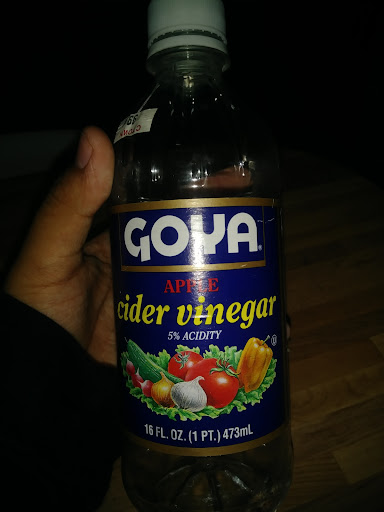 GOYA®
APPLE
cider vinegar
5% ACIDITY
U
16 FL. OZ. (1 PT.) 473mL